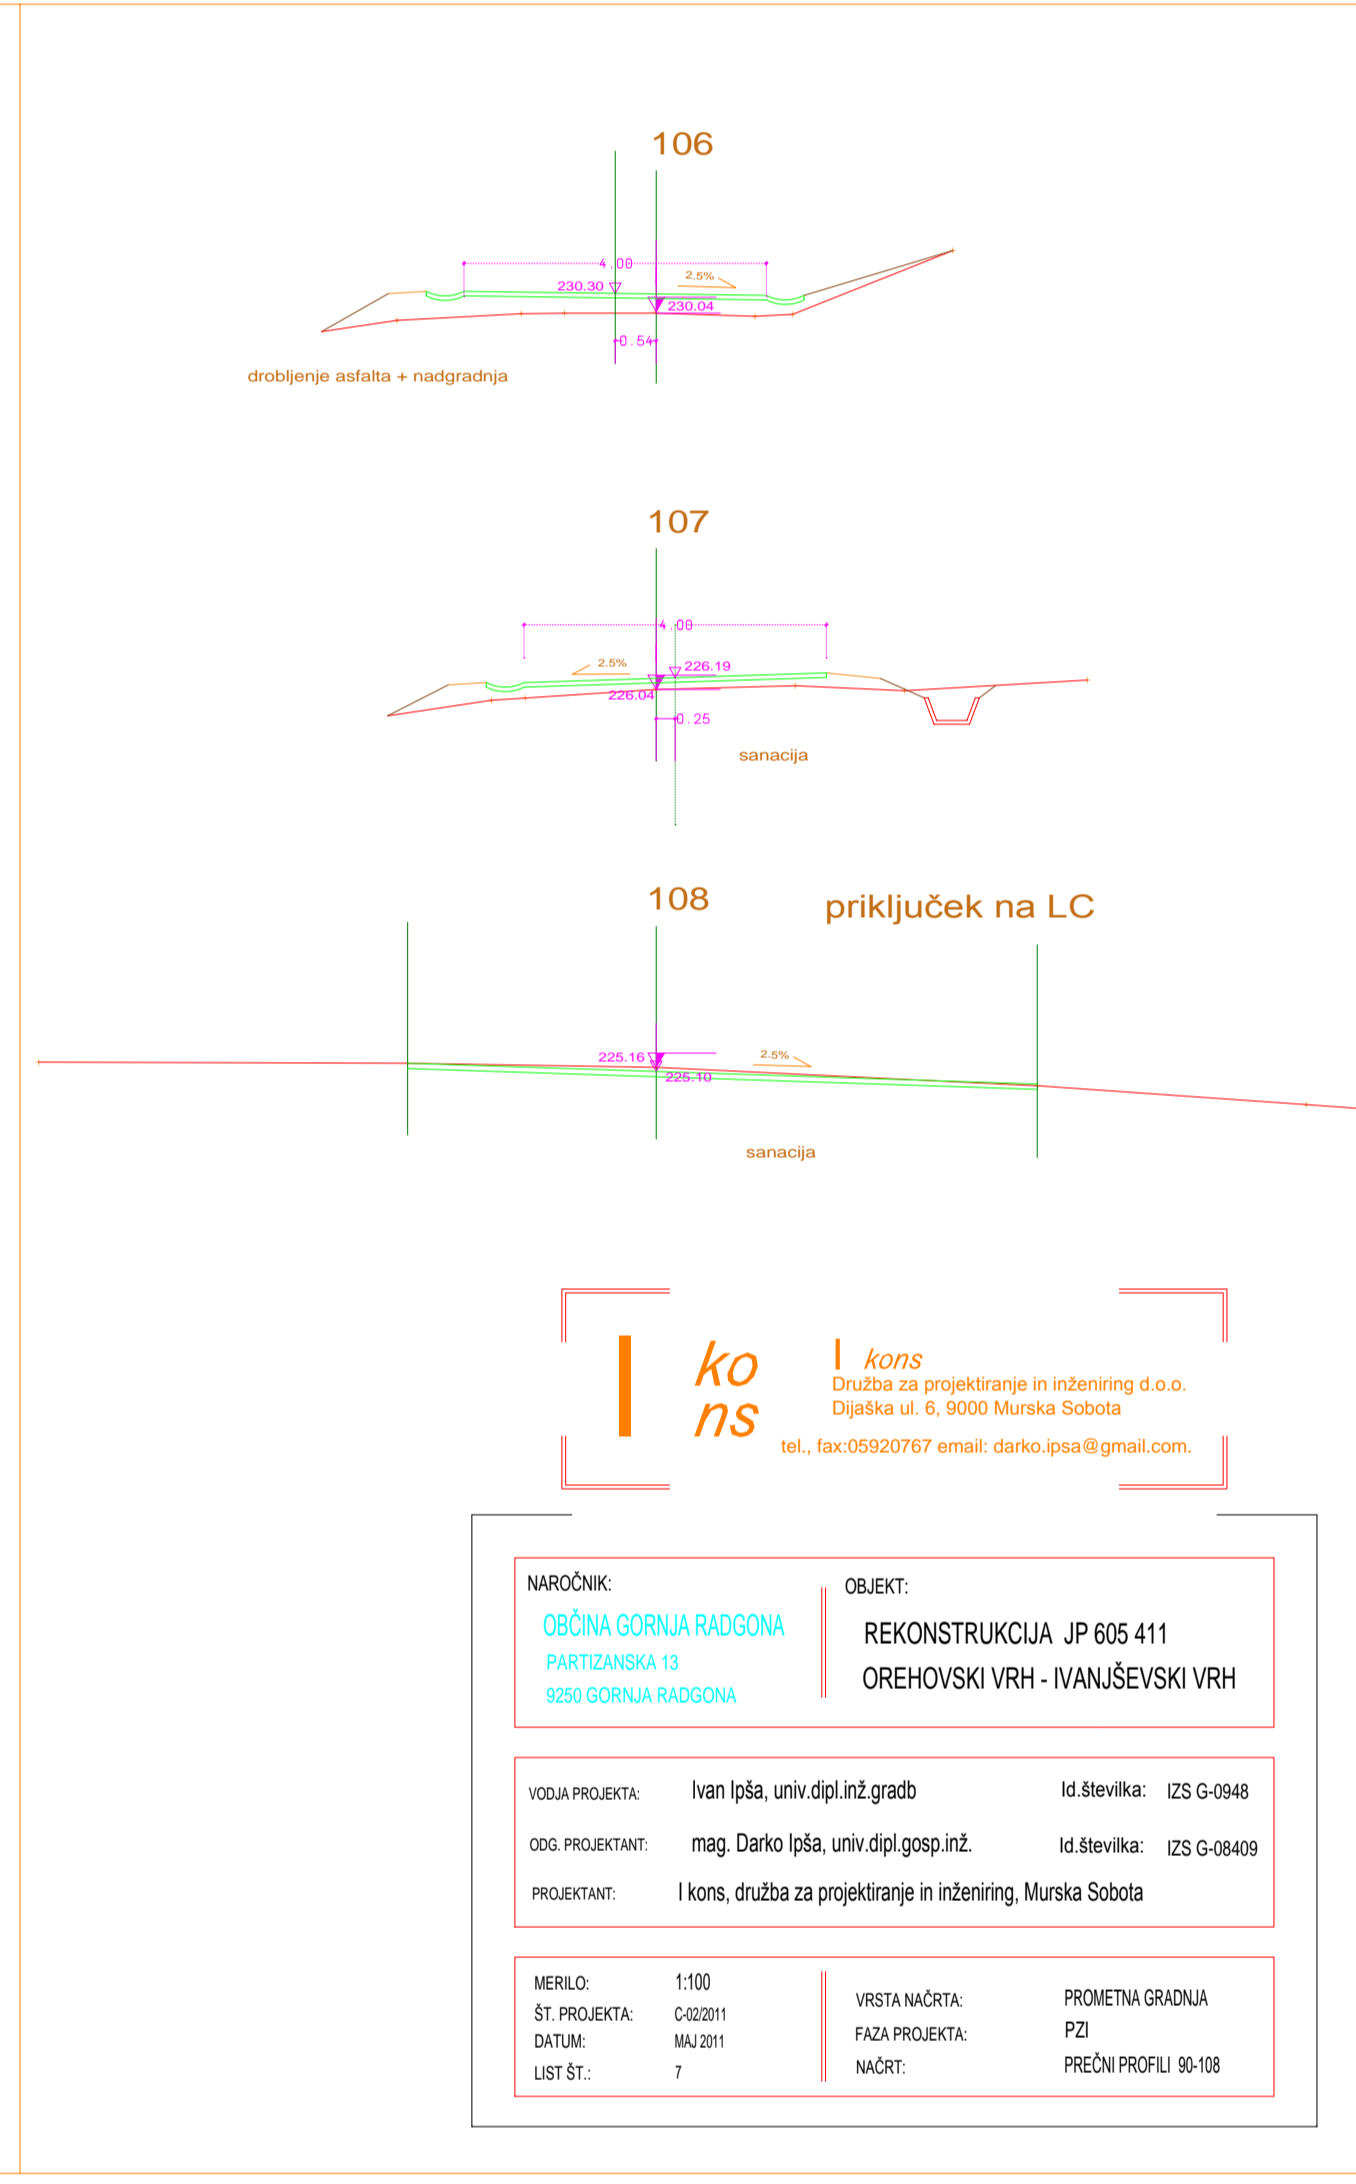 106
4.00
2.5%
230.30
230.04
0.54
drobljenje asfalta + nadgradnja
107
4.00
2.5%
226.19
226.04
0.25
sanacija
108
priključek na LC
225.16
2.5%
225.10
sanacija
I ko ns
I kons
Družba za projektiranje in inženiring d.o.o.
Dijaška ul. 6, 9000 Murska Sobota
tel., fax:05920767 email: darko.ipsa@gmail.com.
NAROČNIK:
OBČINA GORNJA RADGONA
PARTIZANSKA 13
9250 GORNJA RADGONA
OBJEKT:
REKONSTRUKCIJA JP 605 411
OREHOVSKI VRH - IVANJŠEVSKI VRH
VODJA PROJEKTA: Ivan Ipša, univ.dipl.inž.gradb Id.številka: IZS G-0948
ODG. PROJEKTANT: mag. Darko Ipša, univ.dipl.gosp.inž. Id.številka: IZS G-08409
PROJEKTANT: I kons, družba za projektiranje in inženiring, Murska Sobota
MERILO: 1:100
ŠT. PROJEKTA: C-02/2011
DATUM: MAJ 2011
LIST ŠT.: 7
VRSTA NAČRTA: PROMETNA GRADNJA
FAZA PROJEKTA: PZI
NAČRT: PREČNI PROFILI 90-108